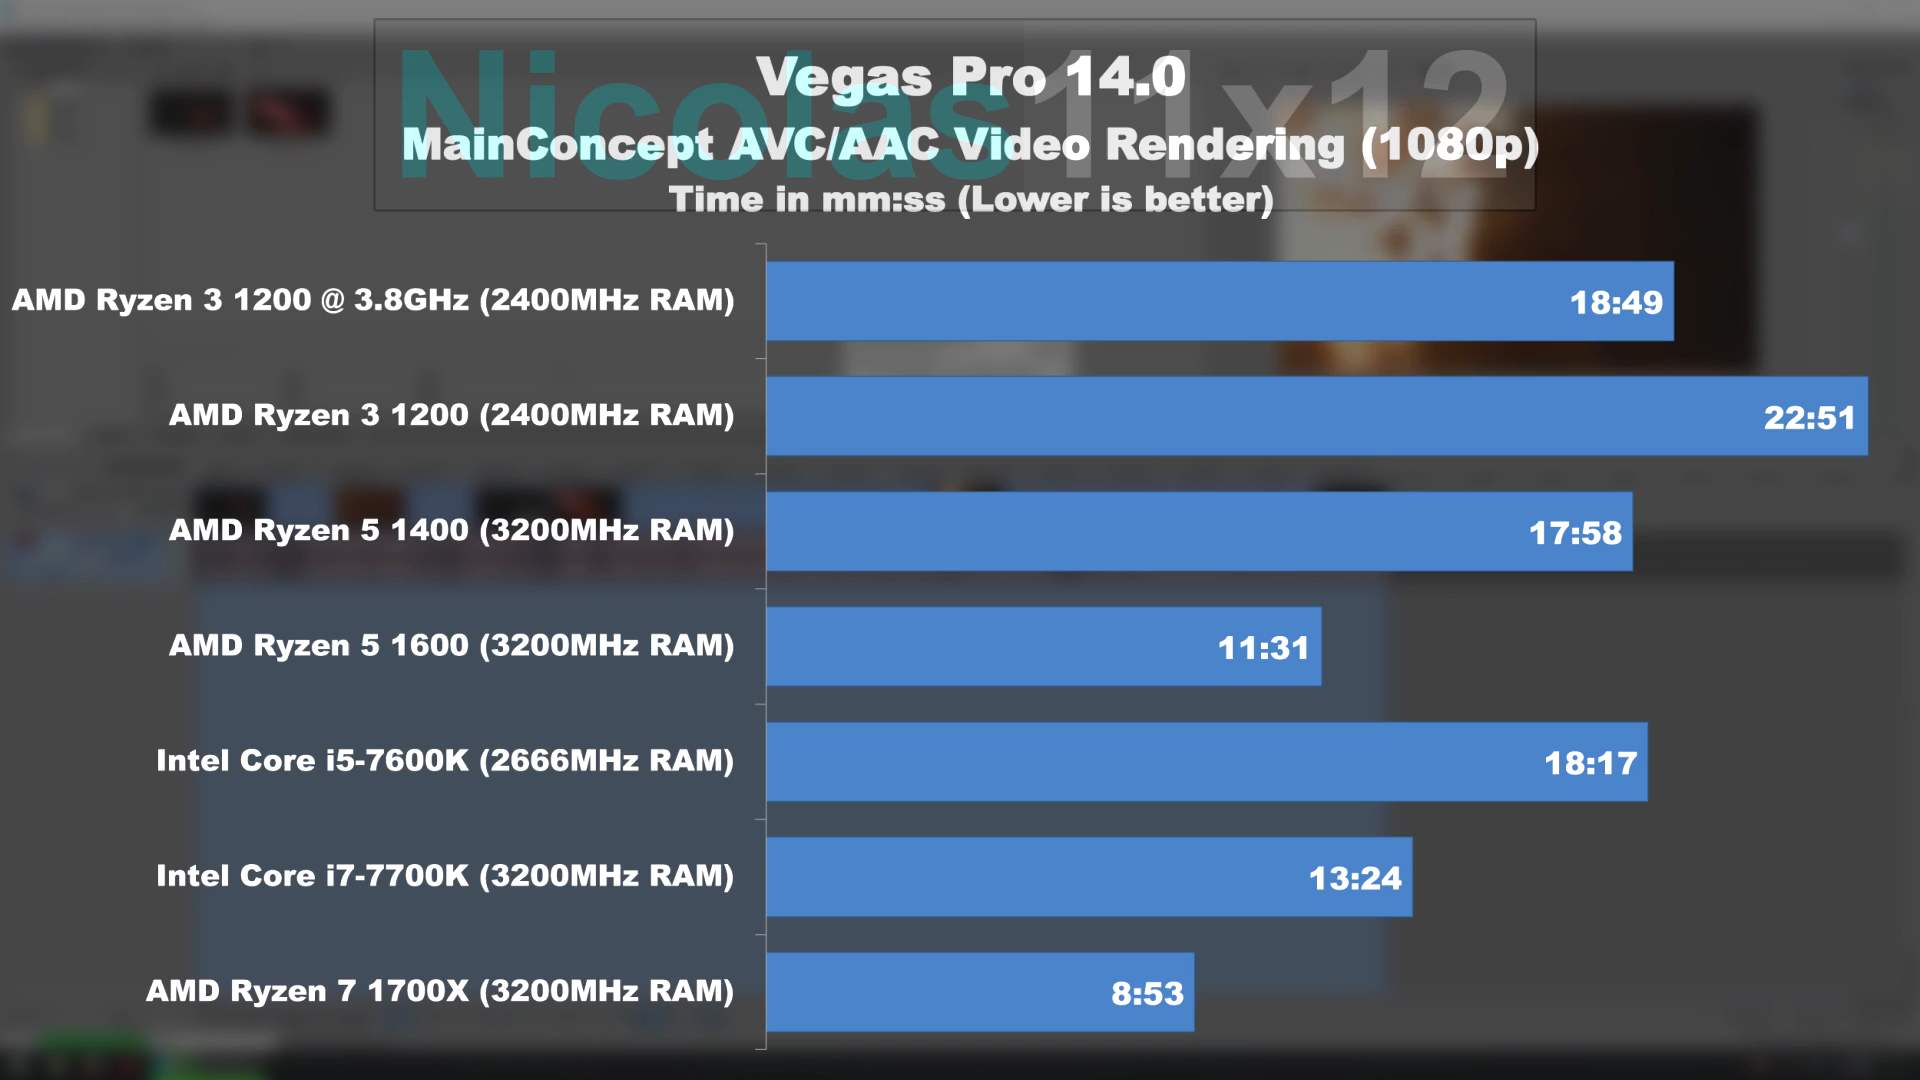 Nicolas11x12
Vegas Pro 14.0
MainConcept AVC/AAC Video Rendering (1080p)
Time in mm:ss (Lower is better)
AMD Ryzen 3 1200 @ 3.8GHz (2400MHz RAM) 18:49
AMD Ryzen 3 1200 (2400MHz RAM) 22:51
AMD Ryzen 5 1400 (3200MHz RAM) 17:58
AMD Ryzen 5 1600 (3200MHz RAM) 11:31
Intel Core i5-7600K (2666MHz RAM) 18:17
Intel Core i7-7700K (3200MHz RAM) 13:24
AMD Ryzen 7 1700X (3200MHz RAM) 8:53